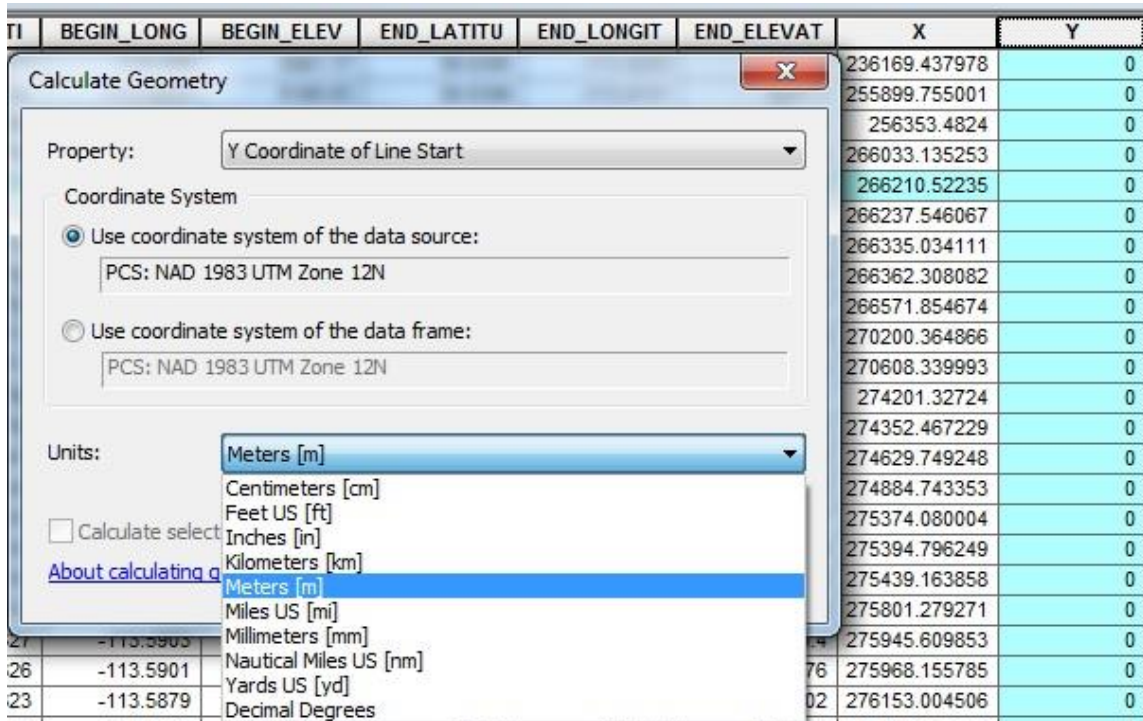 TI BEGIN_LONG BEGIN_ELEV END_LATITU END_LONGIT END_ELEVAT X Y
Calculate Geometry
236169.437978 0
255899.755001 0
256353.4824 0
Property: Y Coordinate of Line Start
266033.135253 0
Coordinate System
266210.52235 0
266237.546067 0
Use coordinate system of the data source:
266335.034111 0
PCS: NAD 1983 UTM Zone 12N
266362.308082 0
266571.854674 0
Use coordinate system of the data frame:
270200.364866 0
PCS: NAD 1983 UTM Zone 12N
270608.339993 0
274201.32724 0
274352.467229 0
Units: Meters [m]
274629.749248 0
Centimeters [cm]
274884.743353 0
Feet US [ft]
275374.080004 0
Calculate select
Inches [in]
275394.796249 0
Kilometers [km]
About calculating g
Meters [m]
275439.163858 0
Miles US [mi]
275801.279271 0
Millimeters [mm]
-113.5903 275945.609853 0
Nautical Miles US [nm]
26 -113.5901 76 275968.155785 0
Yards US [yd]
23 -113.5879 02 276153.004506 0
Decimal Degrees